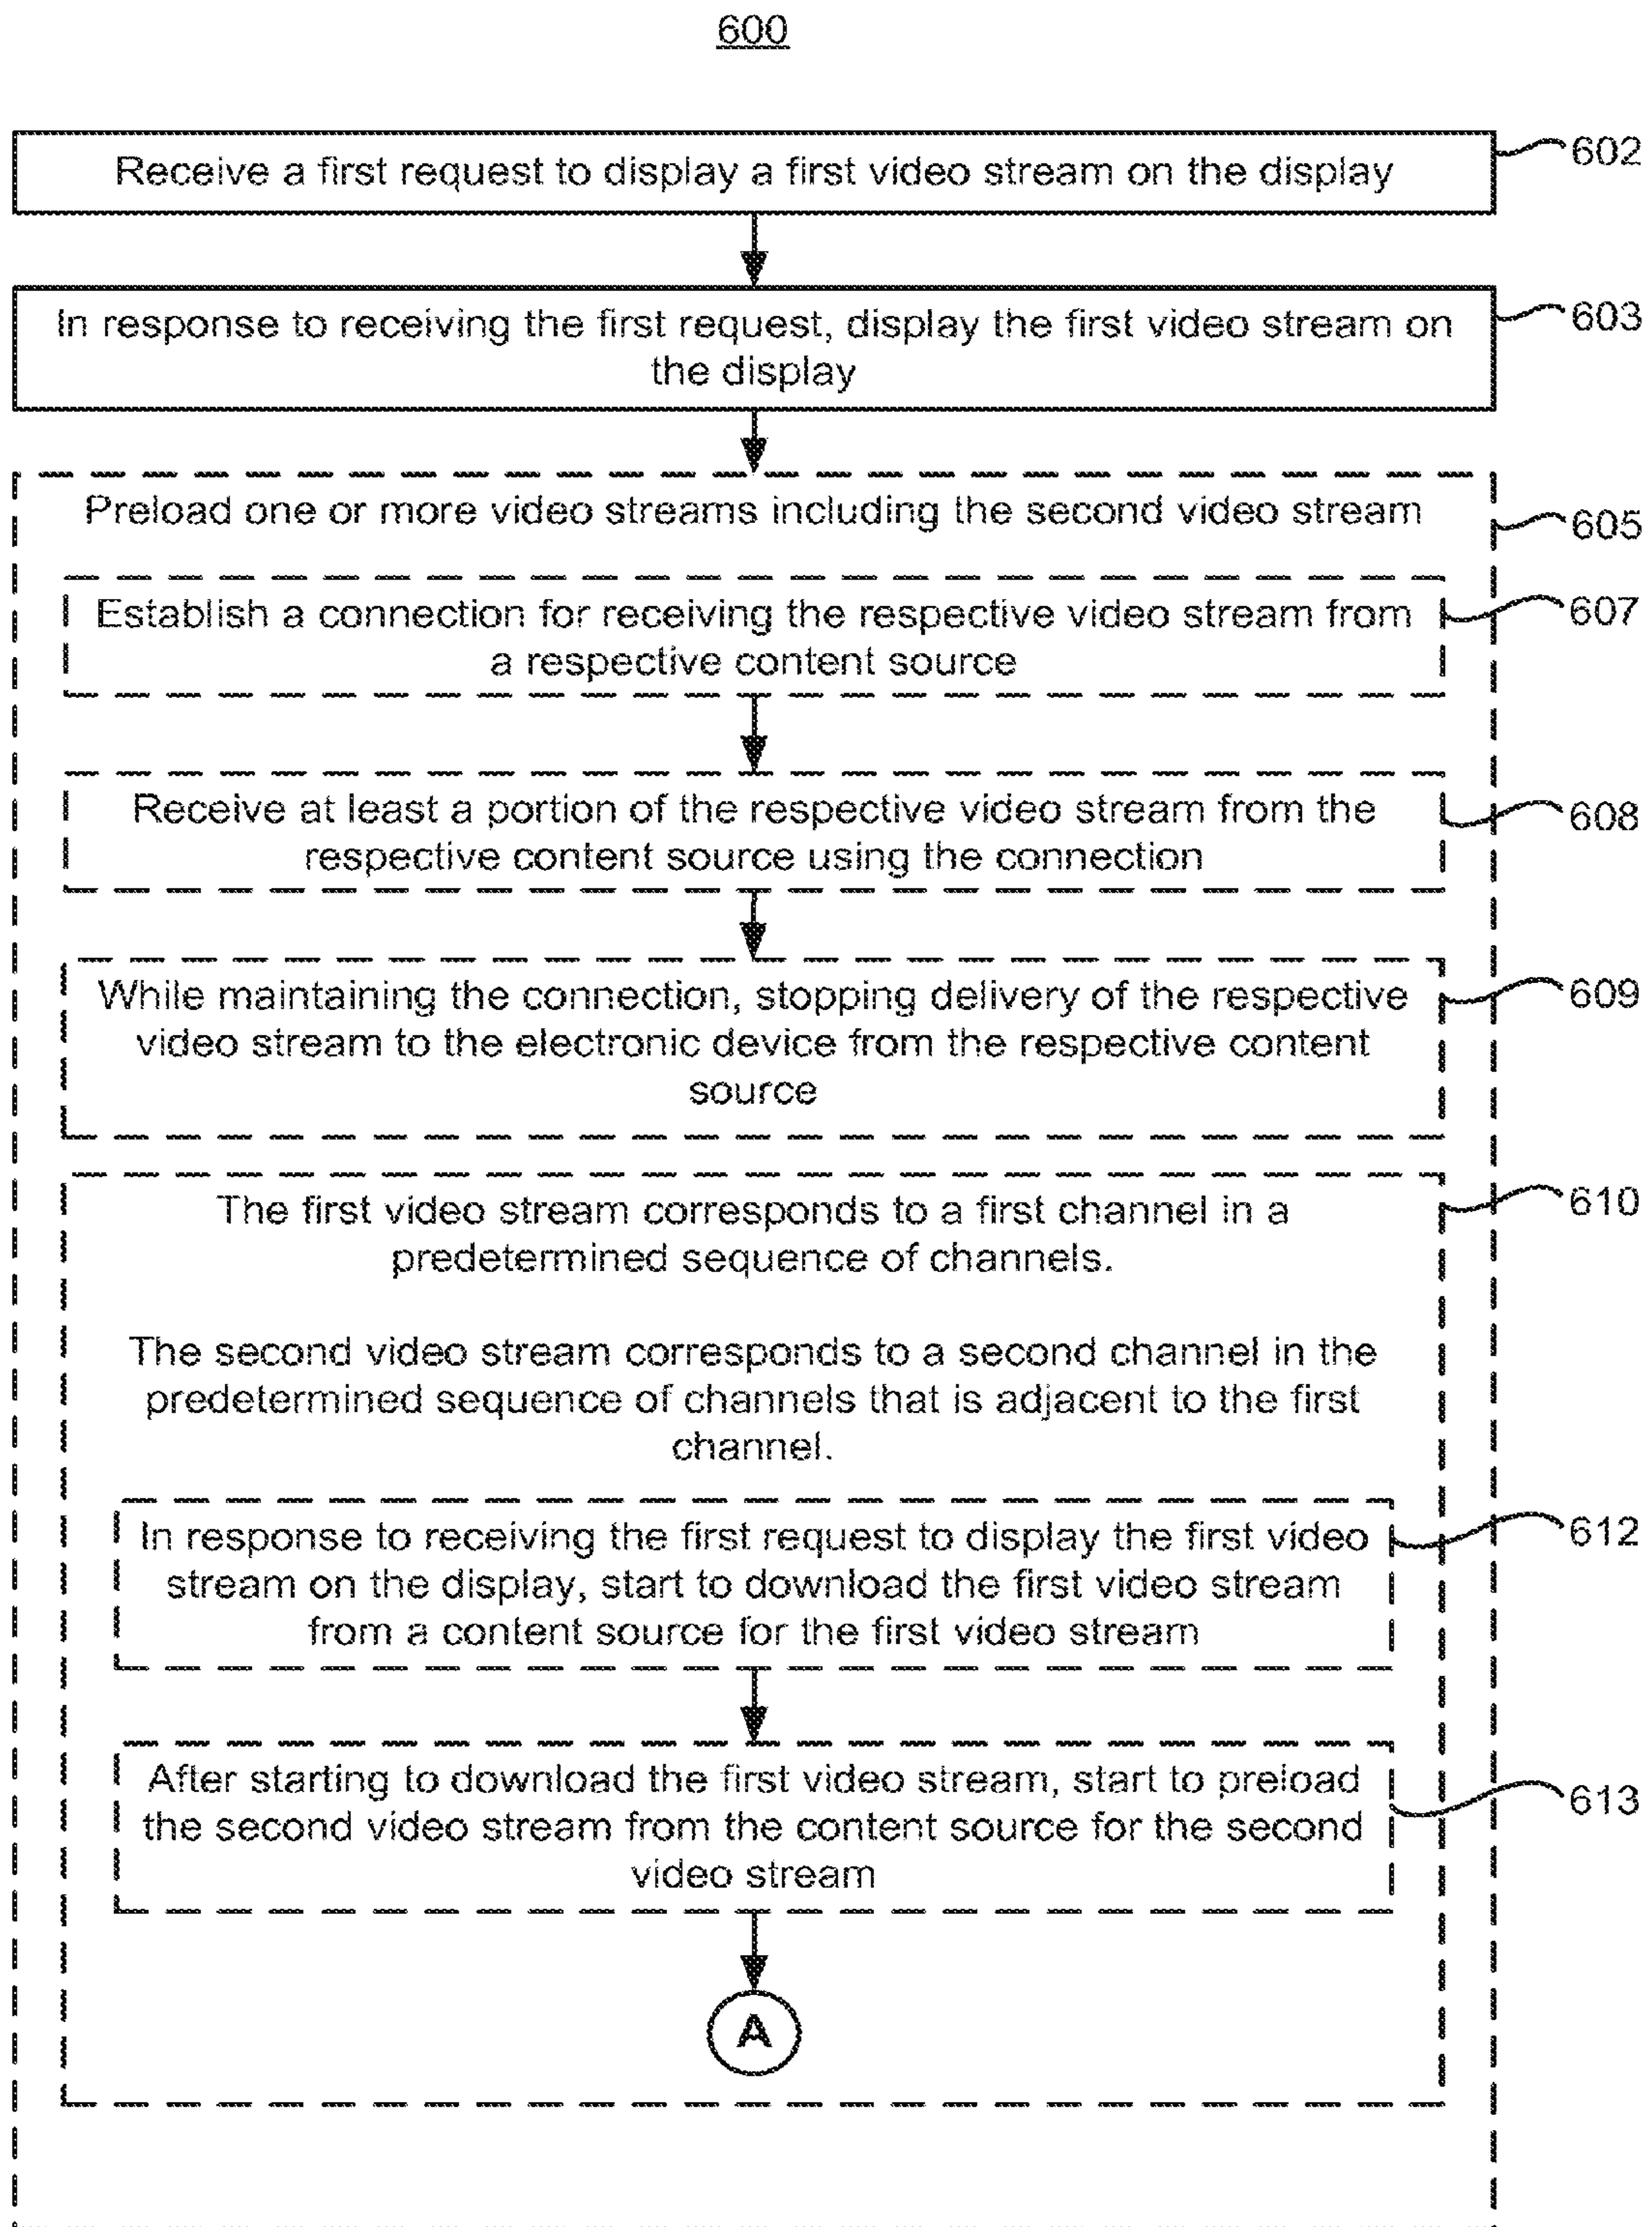 600
Receive a first request to display a first video stream on the display
602
In response to receiving the first request, display the first video stream on
the display
603
Preload one or more video streams including the second video stream
605
Establish a connection for receiving the respective video stream from
a respective content source
607
Receive at least a portion of the respective video stream from the
respective content source using the connection
608
While maintaining the connection, stopping delivery of the respective
video stream to the electronic device from the respective content
source
609
The first video stream corresponds to a first channel in a
predetermined sequence of channels.
610
The second video stream corresponds to a second channel in the
predetermined sequence of channels that is adjacent to the first
channel.
In response to receiving the first request to display the first video
stream on the display, start to download the first video stream
from a content source for the first video stream
612
After starting to download the first video stream, start to preload
the second video stream from the content source for the second
video stream
613
A